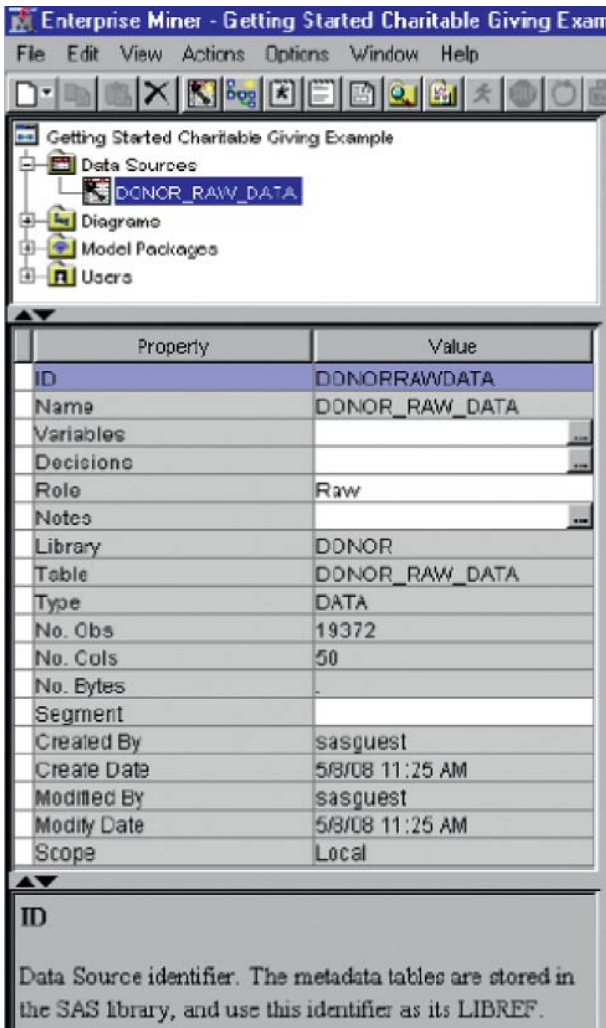 Enterprise Miner - Getting Started Charitable Giving Exam
File Edit View Actions Options Window Help
Getting Started Charitable Giving Example
Data Sources
DONOR_RAW_DATA
Diagrams
Model Packages
Users
Property Value
ID DONORRAWDATA
Name DONOR_RAW_DATA
Variables ...
Decisions ...
Role Raw
Notes ...
Library DONOR
Table DONOR_RAW_DATA
Type DATA
No. Obs 19372
No. Cols 50
No. Bytes .
Segment
Created By sasguest
Create Date 5/8/08 11:25 AM
Modified By sasguest
Modify Date 5/8/08 11:25 AM
Scope Local
ID
Data Source identifier. The metadata tables are stored in
the SAS library, and use this identifier as its LIBREF.